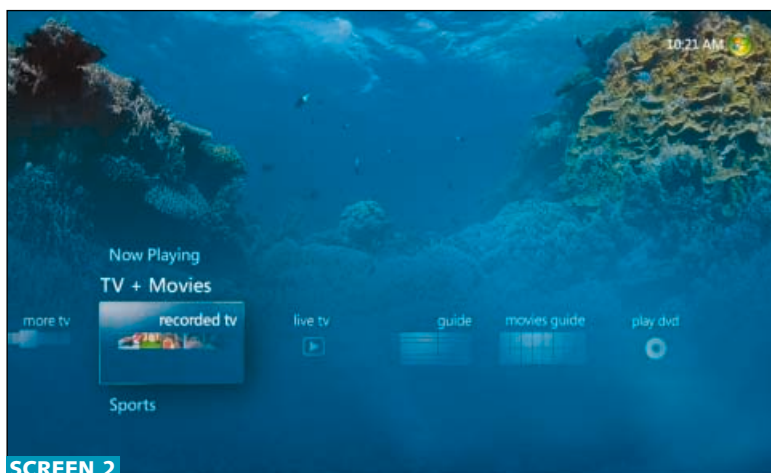 10:21 AM
Now Playing
TV + Movies
more tv
recorded tv
live tv
guide
movies guide
play dvd
Sports
SCREEN 2